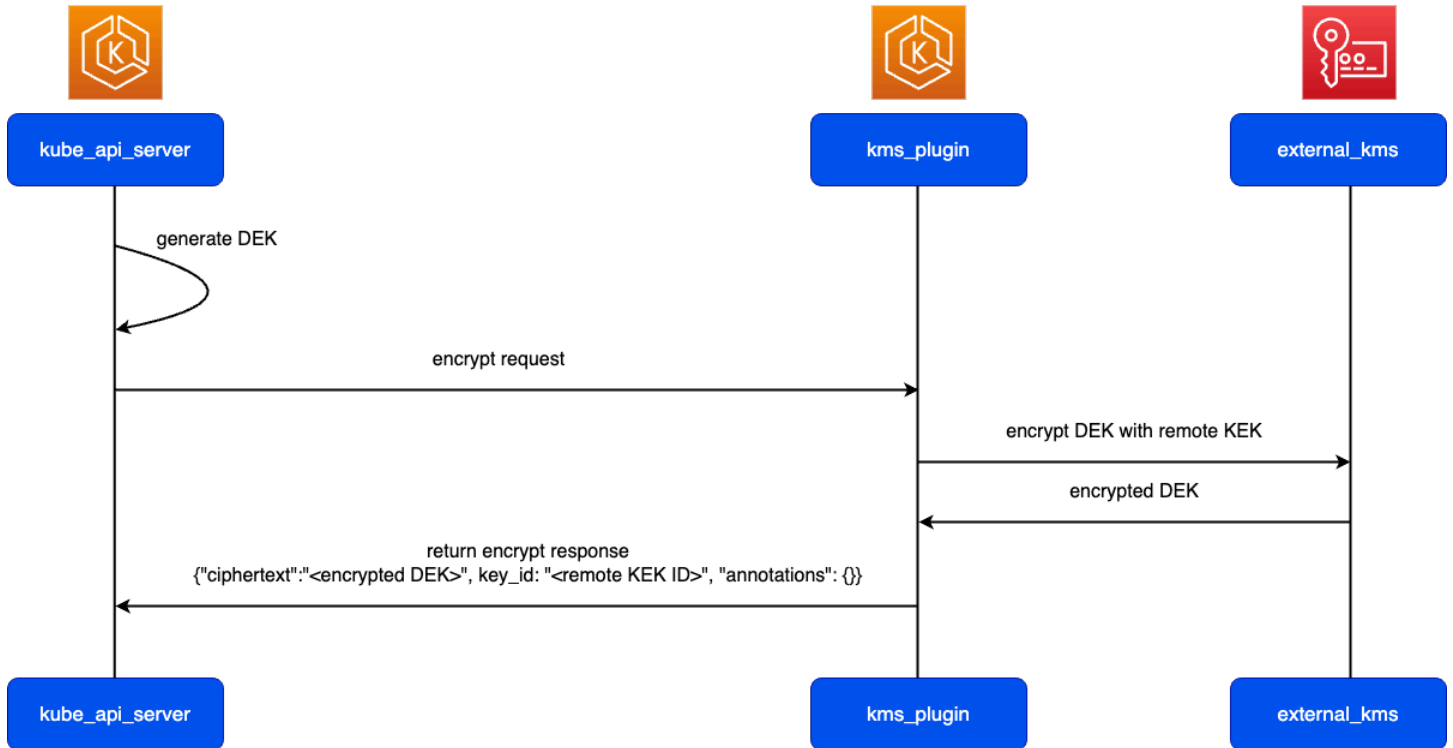 K
K
kube_api_server
kms_plugin
external_kms
generate DEK
encrypt request
encrypt DEK with remote KEK
encrypted DEK
return encrypt response
{"ciphertext":"<encrypted DEK>", key_id: "<remote KEK ID>", "annotations": {}}
kube_api_server
kms_plugin
external_kms